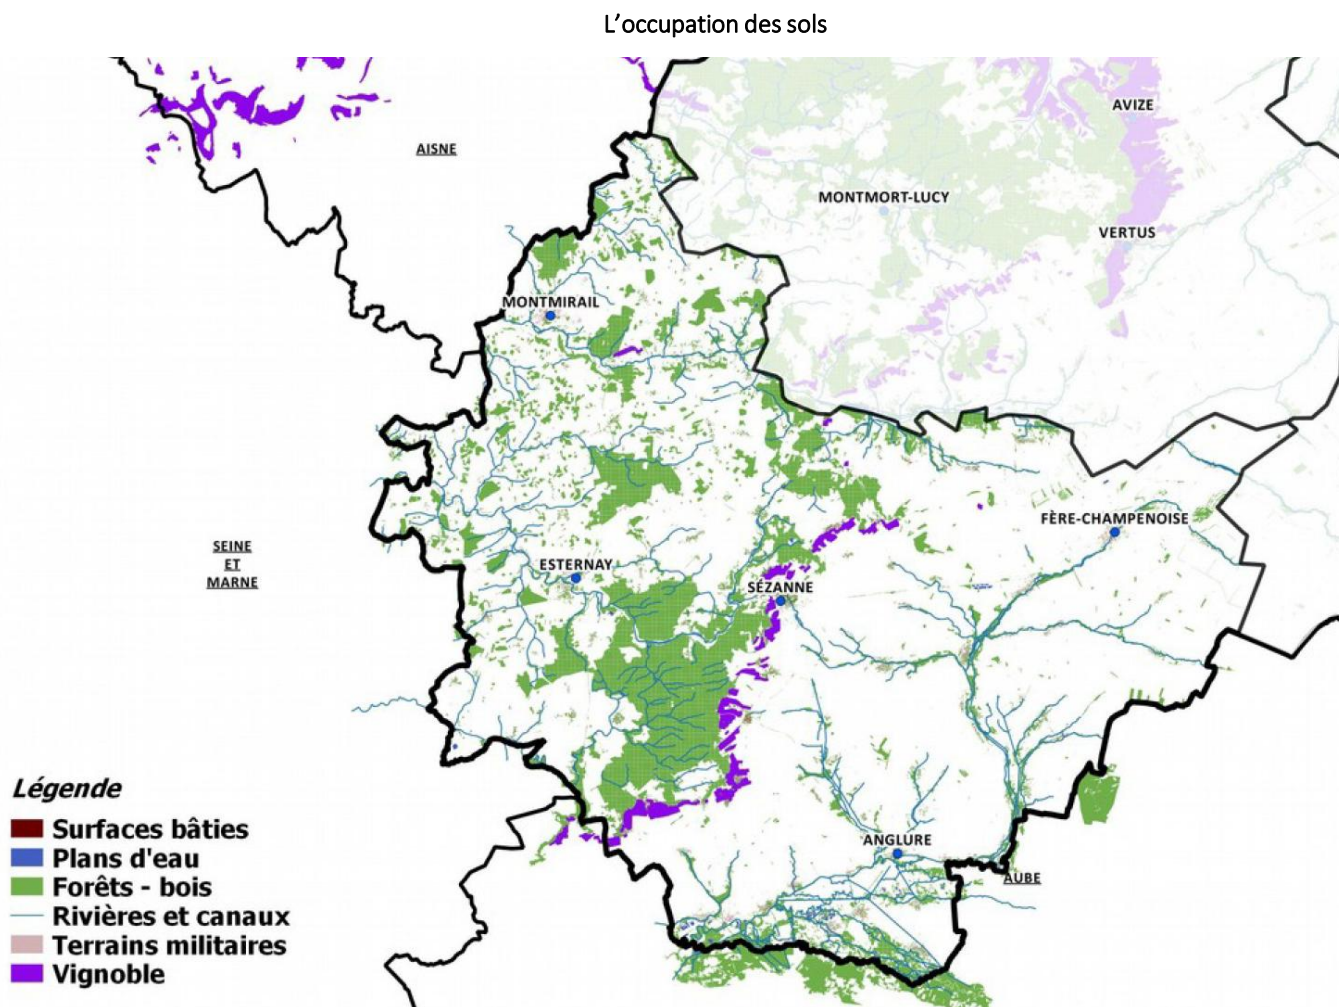 L'occupation des sols
AVIZE
AISNE
MONTMORT-LUCY
VERTUS
MONTMIRAIL
FÈRE-CHAMPENOISE
SEINE
ET
MARNE
ESTERNAY
SÉZANNE
Légende
Surfaces bâties
Plans d'eau
Forêts - bois
Rivières et canaux
Terrains militaires
Vignoble
ANGLURE
AUBE